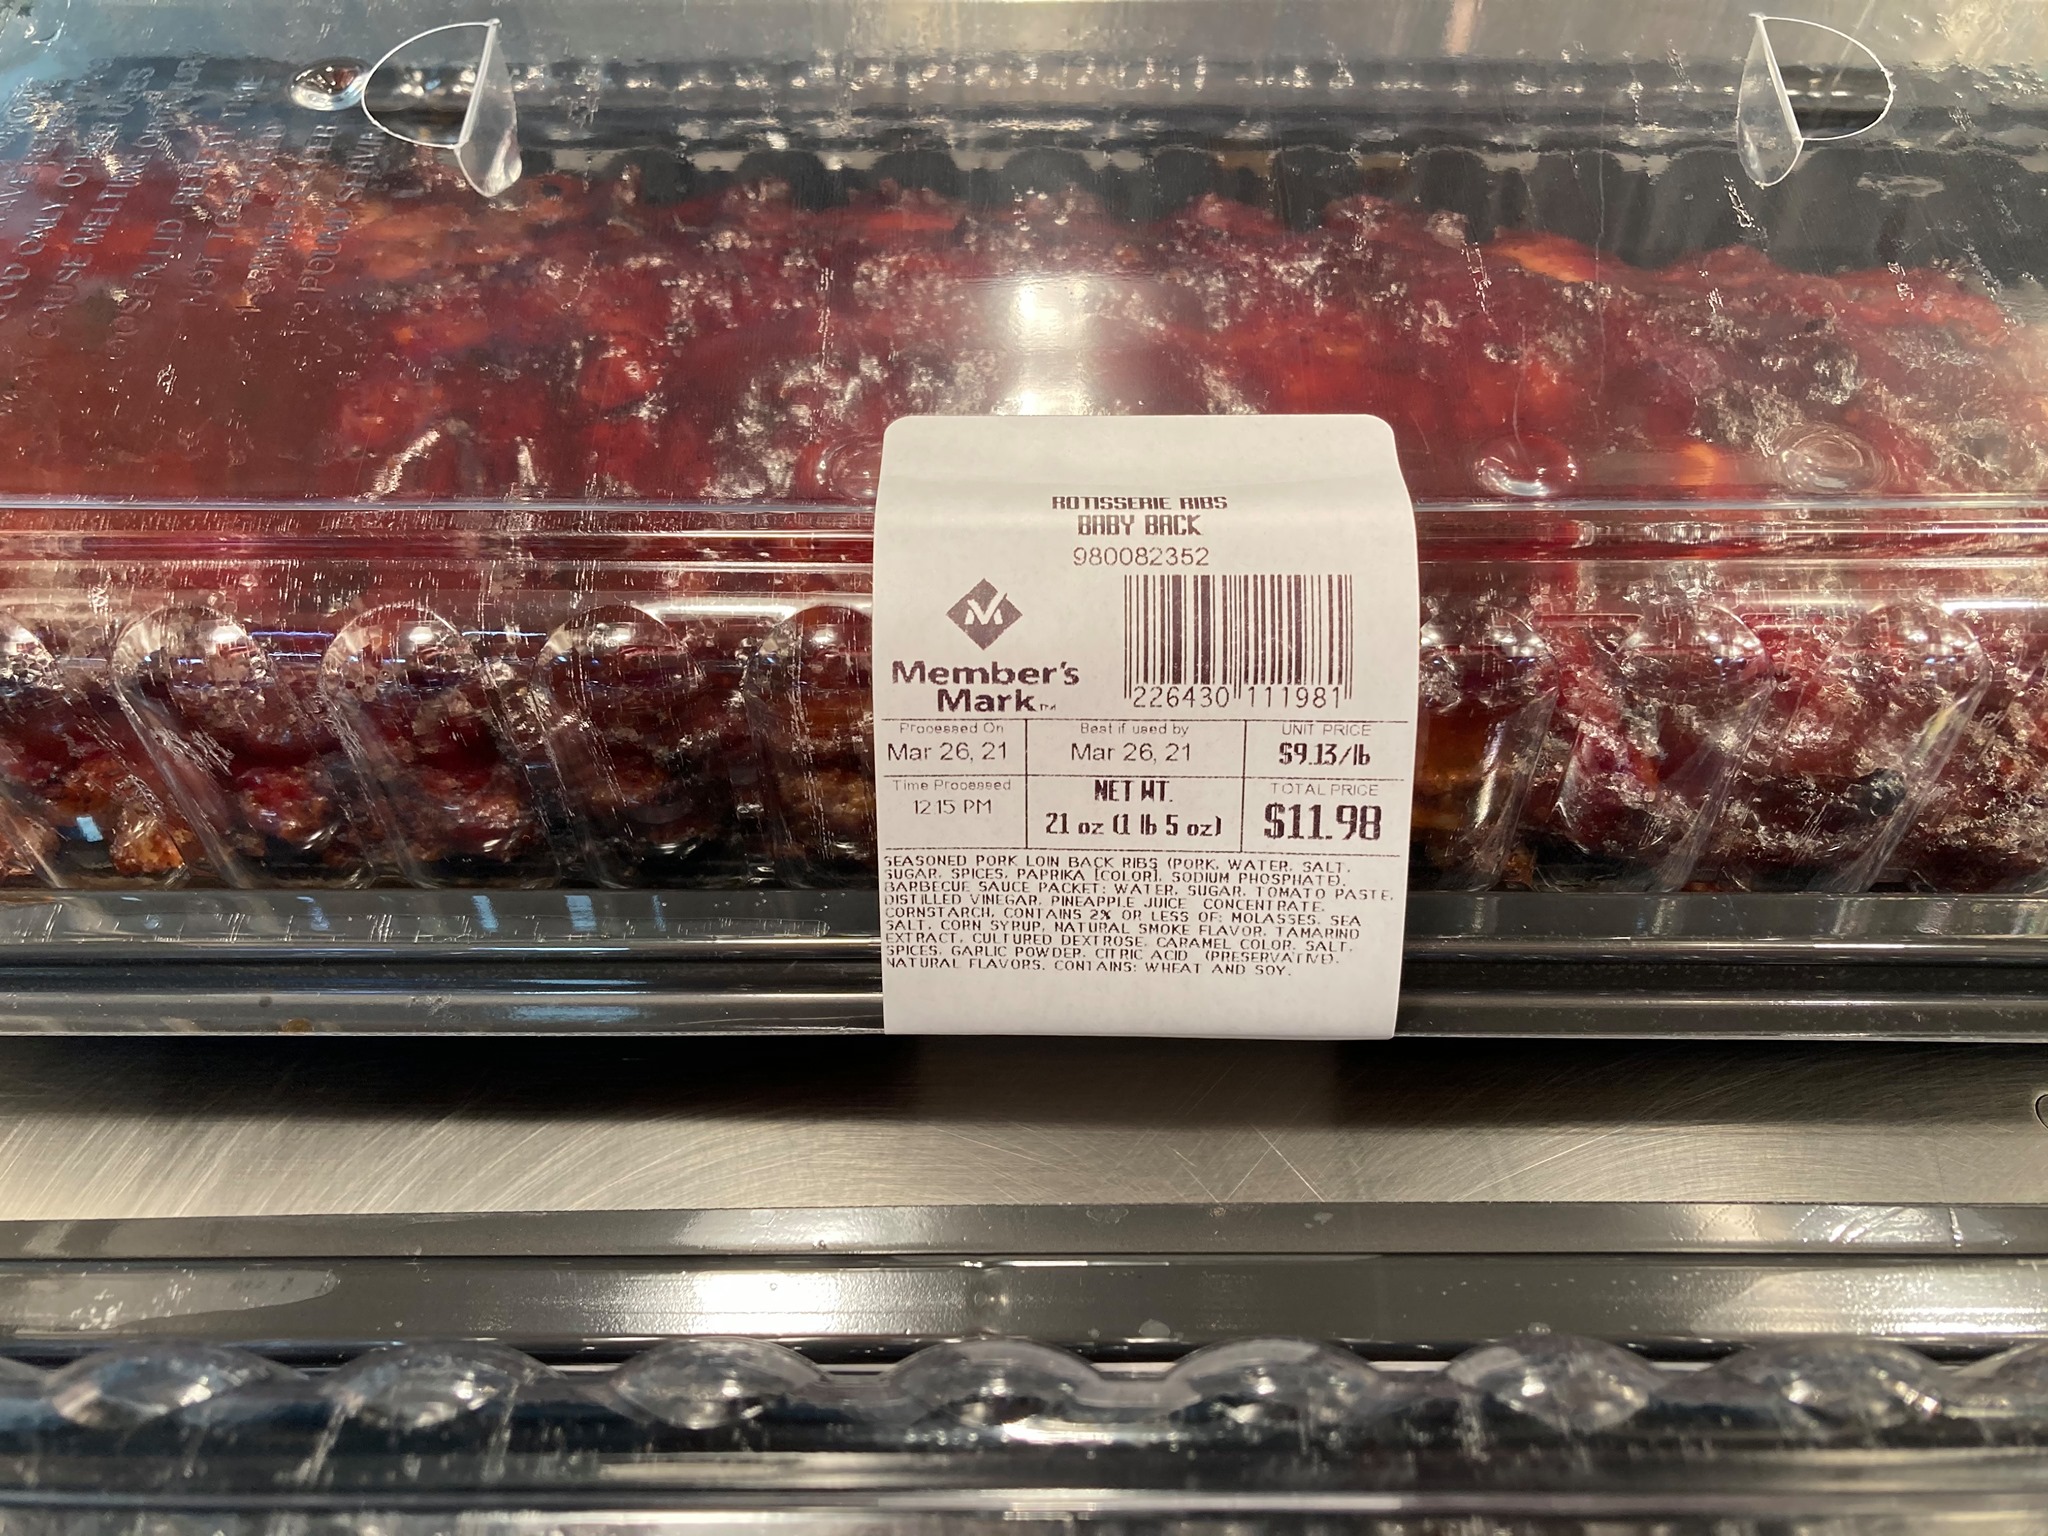 ROTISSERIE RIBS
BABY BACK
980082352
Member's
Mark™
226430 111981
Processed On
Mar 26, 21
Best if used by
Mar 26, 21
UNIT PRICE
$9.13/lb
Time Processed
12:15 PM
NET WT.
21 oz (1 lb 5 oz)
TOTAL PRICE
$11.98
SEASONED PORK LOIN BACK RIBS (PORK, WATER, SALT,
SUGAR, SPICES, PAPRIKA [COLOR], SODIUM PHOSPHATE),
BARBECUE SAUCE PACKET: WATER, SUGAR, TOMATO PASTE,
DISTILLED VINEGAR, PINEAPPLE JUICE CONCENTRATE,
CORNSTARCH, CONTAINS 2% OR LESS OF: MOLASSES, SEA
SALT, CORN SYRUP, NATURAL SMOKE FLAVOR, TAMARIND
EXTRACT, CULTURED DEXTROSE, CARAMEL COLOR, SALT,
SPICES, GARLIC POWDER, CITRIC ACID (PRESERVATIVE),
NATURAL FLAVORS. CONTAINS: WHEAT AND SOY.
CAUSE MELTING